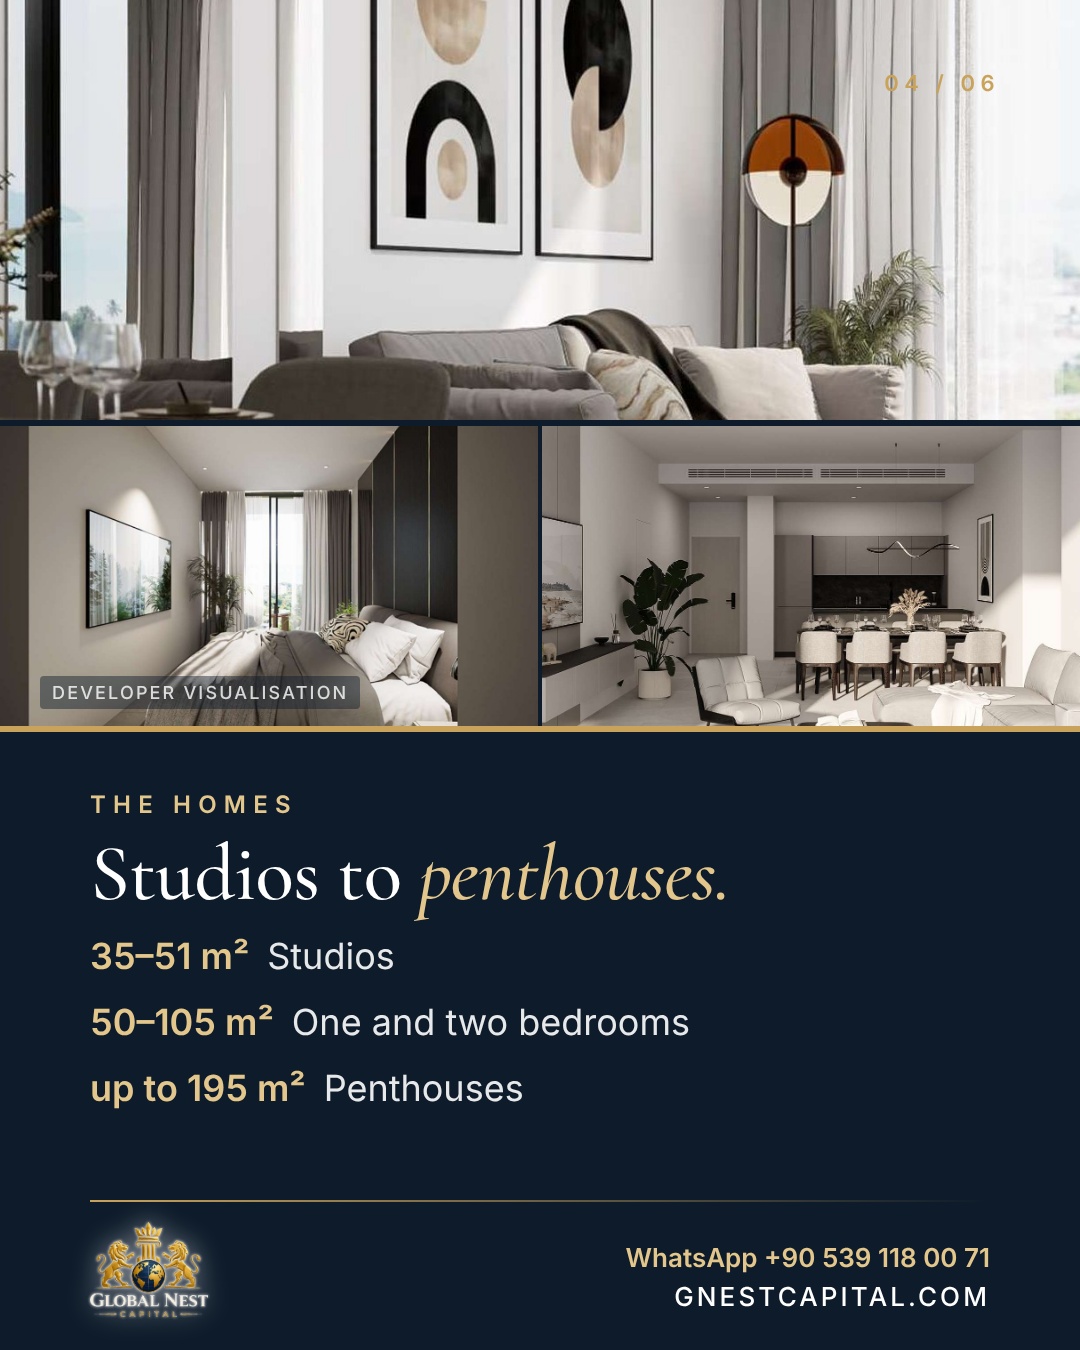 04 / 06
DEVELOPER VISUALISATION
THE HOMES
Studios to penthouses.
35–51 m² Studios
50–105 m² One and two bedrooms
up to 195 m² Penthouses
GLOBAL NEST
CAPITAL
WhatsApp +90 539 118 00 71
GNESTCAPITAL.COM